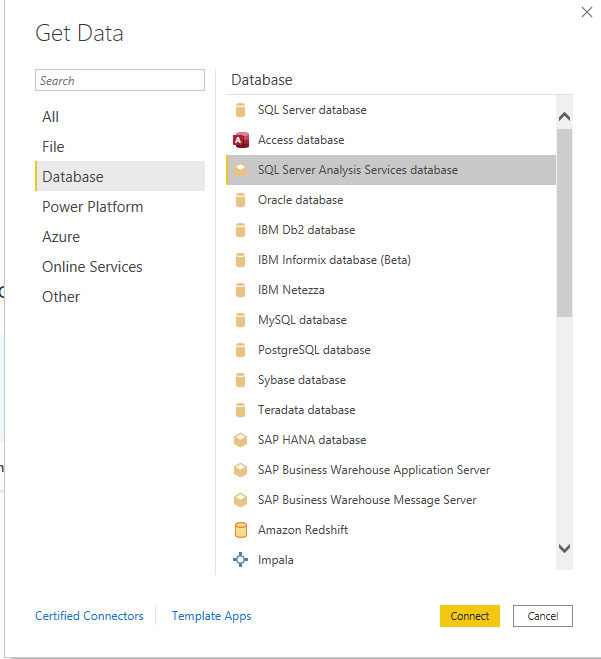 Get Data
Search
All
File
Database
Power Platform
Azure
Online Services
Other
Database
SQL Server database
Access database
SQL Server Analysis Services database
Oracle database
IBM Db2 database
IBM Informix database (Beta)
IBM Netezza
MySQL database
PostgreSQL database
Sybase database
Teradata database
SAP HANA database
SAP Business Warehouse Application Server
SAP Business Warehouse Message Server
Amazon Redshift
Impala
Certified Connectors
Template Apps
Connect
Cancel